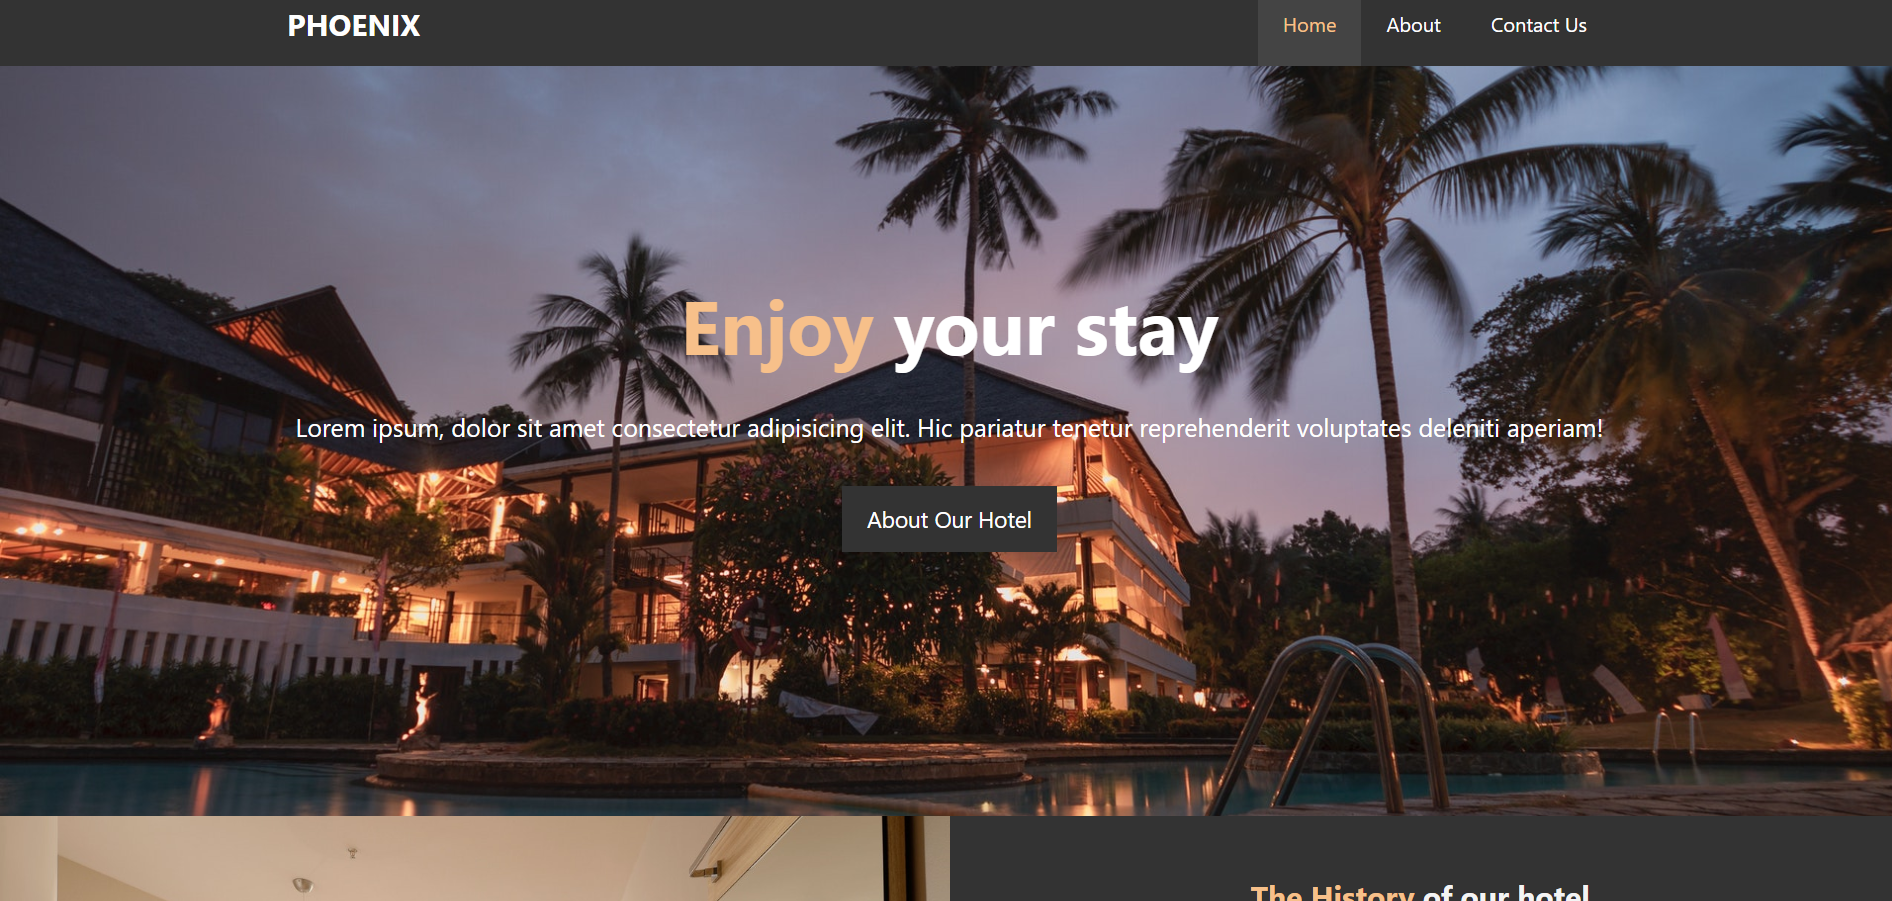 PHOENIX
Home About Contact Us
Enjoy your stay
Lorem ipsum, dolor sit amet consectetur adipisicing elit. Hic pariatur tenetur reprehenderit voluptates deleniti aperiam!
About Our Hotel
The History of our hotel